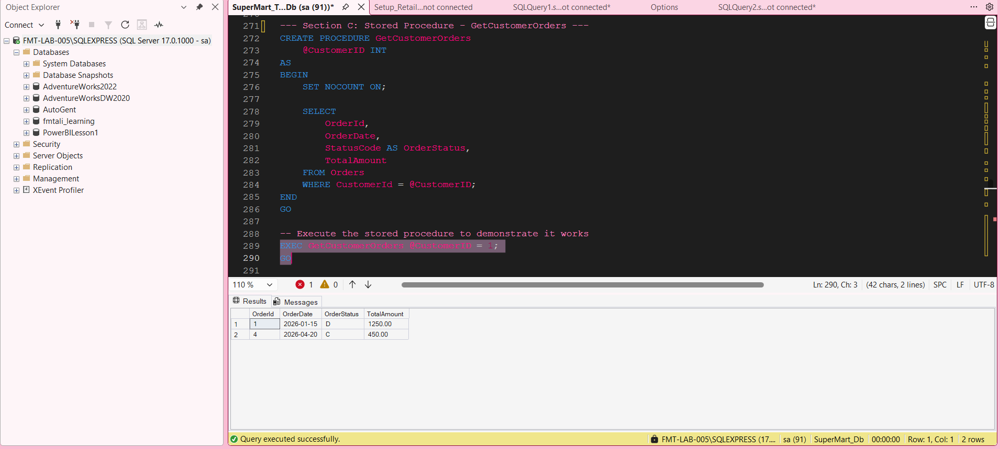 Object Explorer
Connect
FMT-LAB-005\SQLEXPRESS (SQL Server 17.0.1000 - sa)
Databases
System Databases
Database Snapshots
AdventureWorks2022
AdventureWorksDW2020
AutoGent
fmtali_learning
PowerBILesson1
Security
Server Objects
Replication
Management
XEvent Profiler
SuperMart_T...Db (sa (91))*
Setup_Retail...not connected
SQLQuery1.s...ot connected*
Options
SQLQuery2.s...ot connected*
271 --- Section C: Stored Procedure - GetCustomerOrders ---
272 CREATE PROCEDURE GetCustomerOrders
273 @CustomerID INT
274 AS
275 BEGIN
276 SET NOCOUNT ON;
277
278 SELECT
279 OrderId,
280 OrderDate,
281 StatusCode AS OrderStatus,
282 TotalAmount
283 FROM Orders
284 WHERE CustomerId = @CustomerID;
285 END
286 GO
287
288 -- Execute the stored procedure to demonstrate it works
289 EXEC GetCustomerOrders @CustomerID = 1;
290 GO
291
110 % 1 0 Ln: 290, Ch: 3 (42 chars, 2 lines) SPC LF UTF-8
Results Messages
OrderId OrderDate OrderStatus TotalAmount
1 1 2026-01-15 D 1250.00
2 4 2026-04-20 C 450.00
Query executed successfully. FMT-LAB-005\SQLEXPRESS (17.... sa (91) SuperMart_Db 00:00:00 Row: 1, Col: 1 2 rows